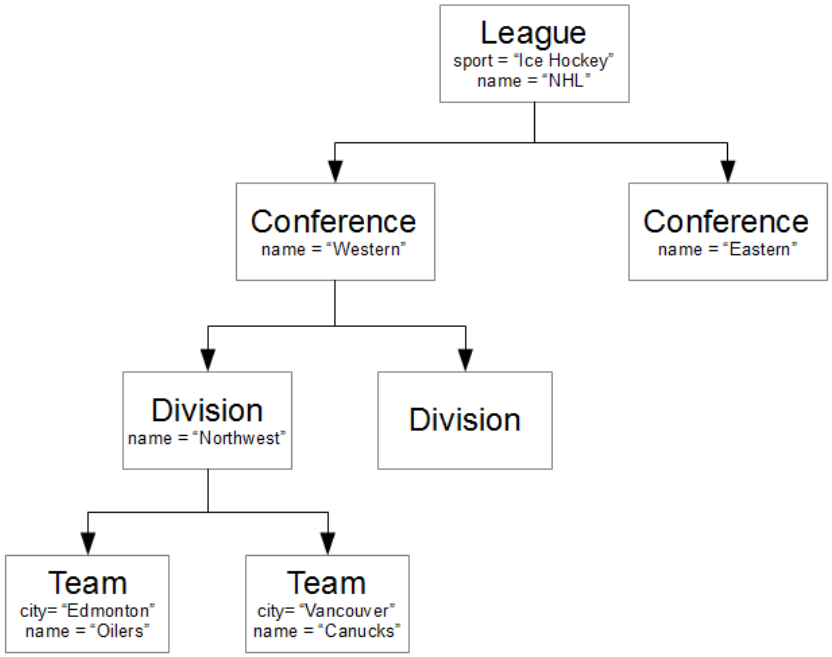 League
sport = “Ice Hockey”
name = “NHL”
Conference
name = “Western”
Conference
name = “Eastern”
Division
name = “Northwest”
Division
Team
city= “Edmonton”
name = “Oilers”
Team
city= “Vancouver”
name = “Canucks”